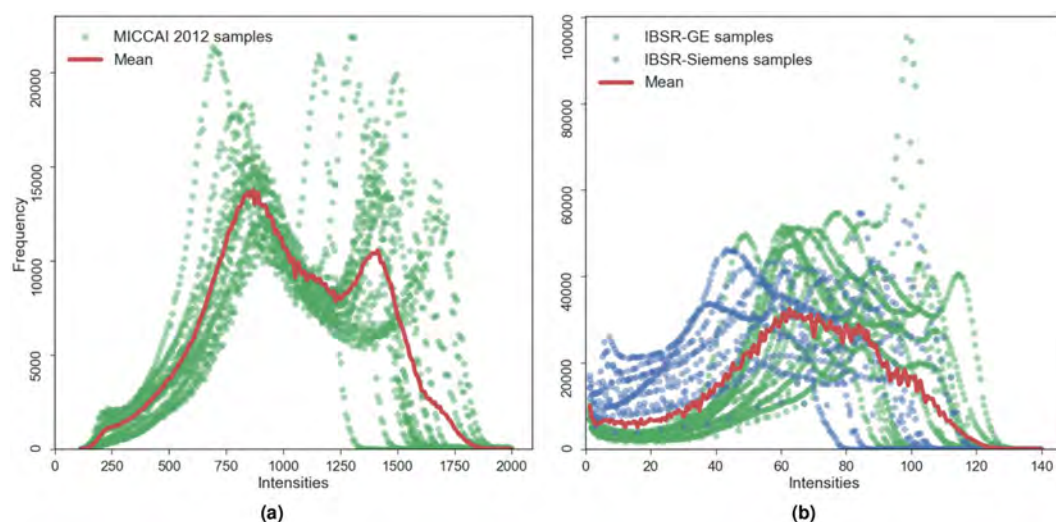 MICCAI 2012 samples
Mean
Frequency
20000
15000
10000
5000
0
0 250 500 750 1000 1250 1500 1750 2000
Intensities
(a)
IBSR-GE samples
IBSR-Siemens samples
Mean
100000
80000
60000
40000
20000
0
0 20 40 60 80 100 120 140
Intensities
(b)